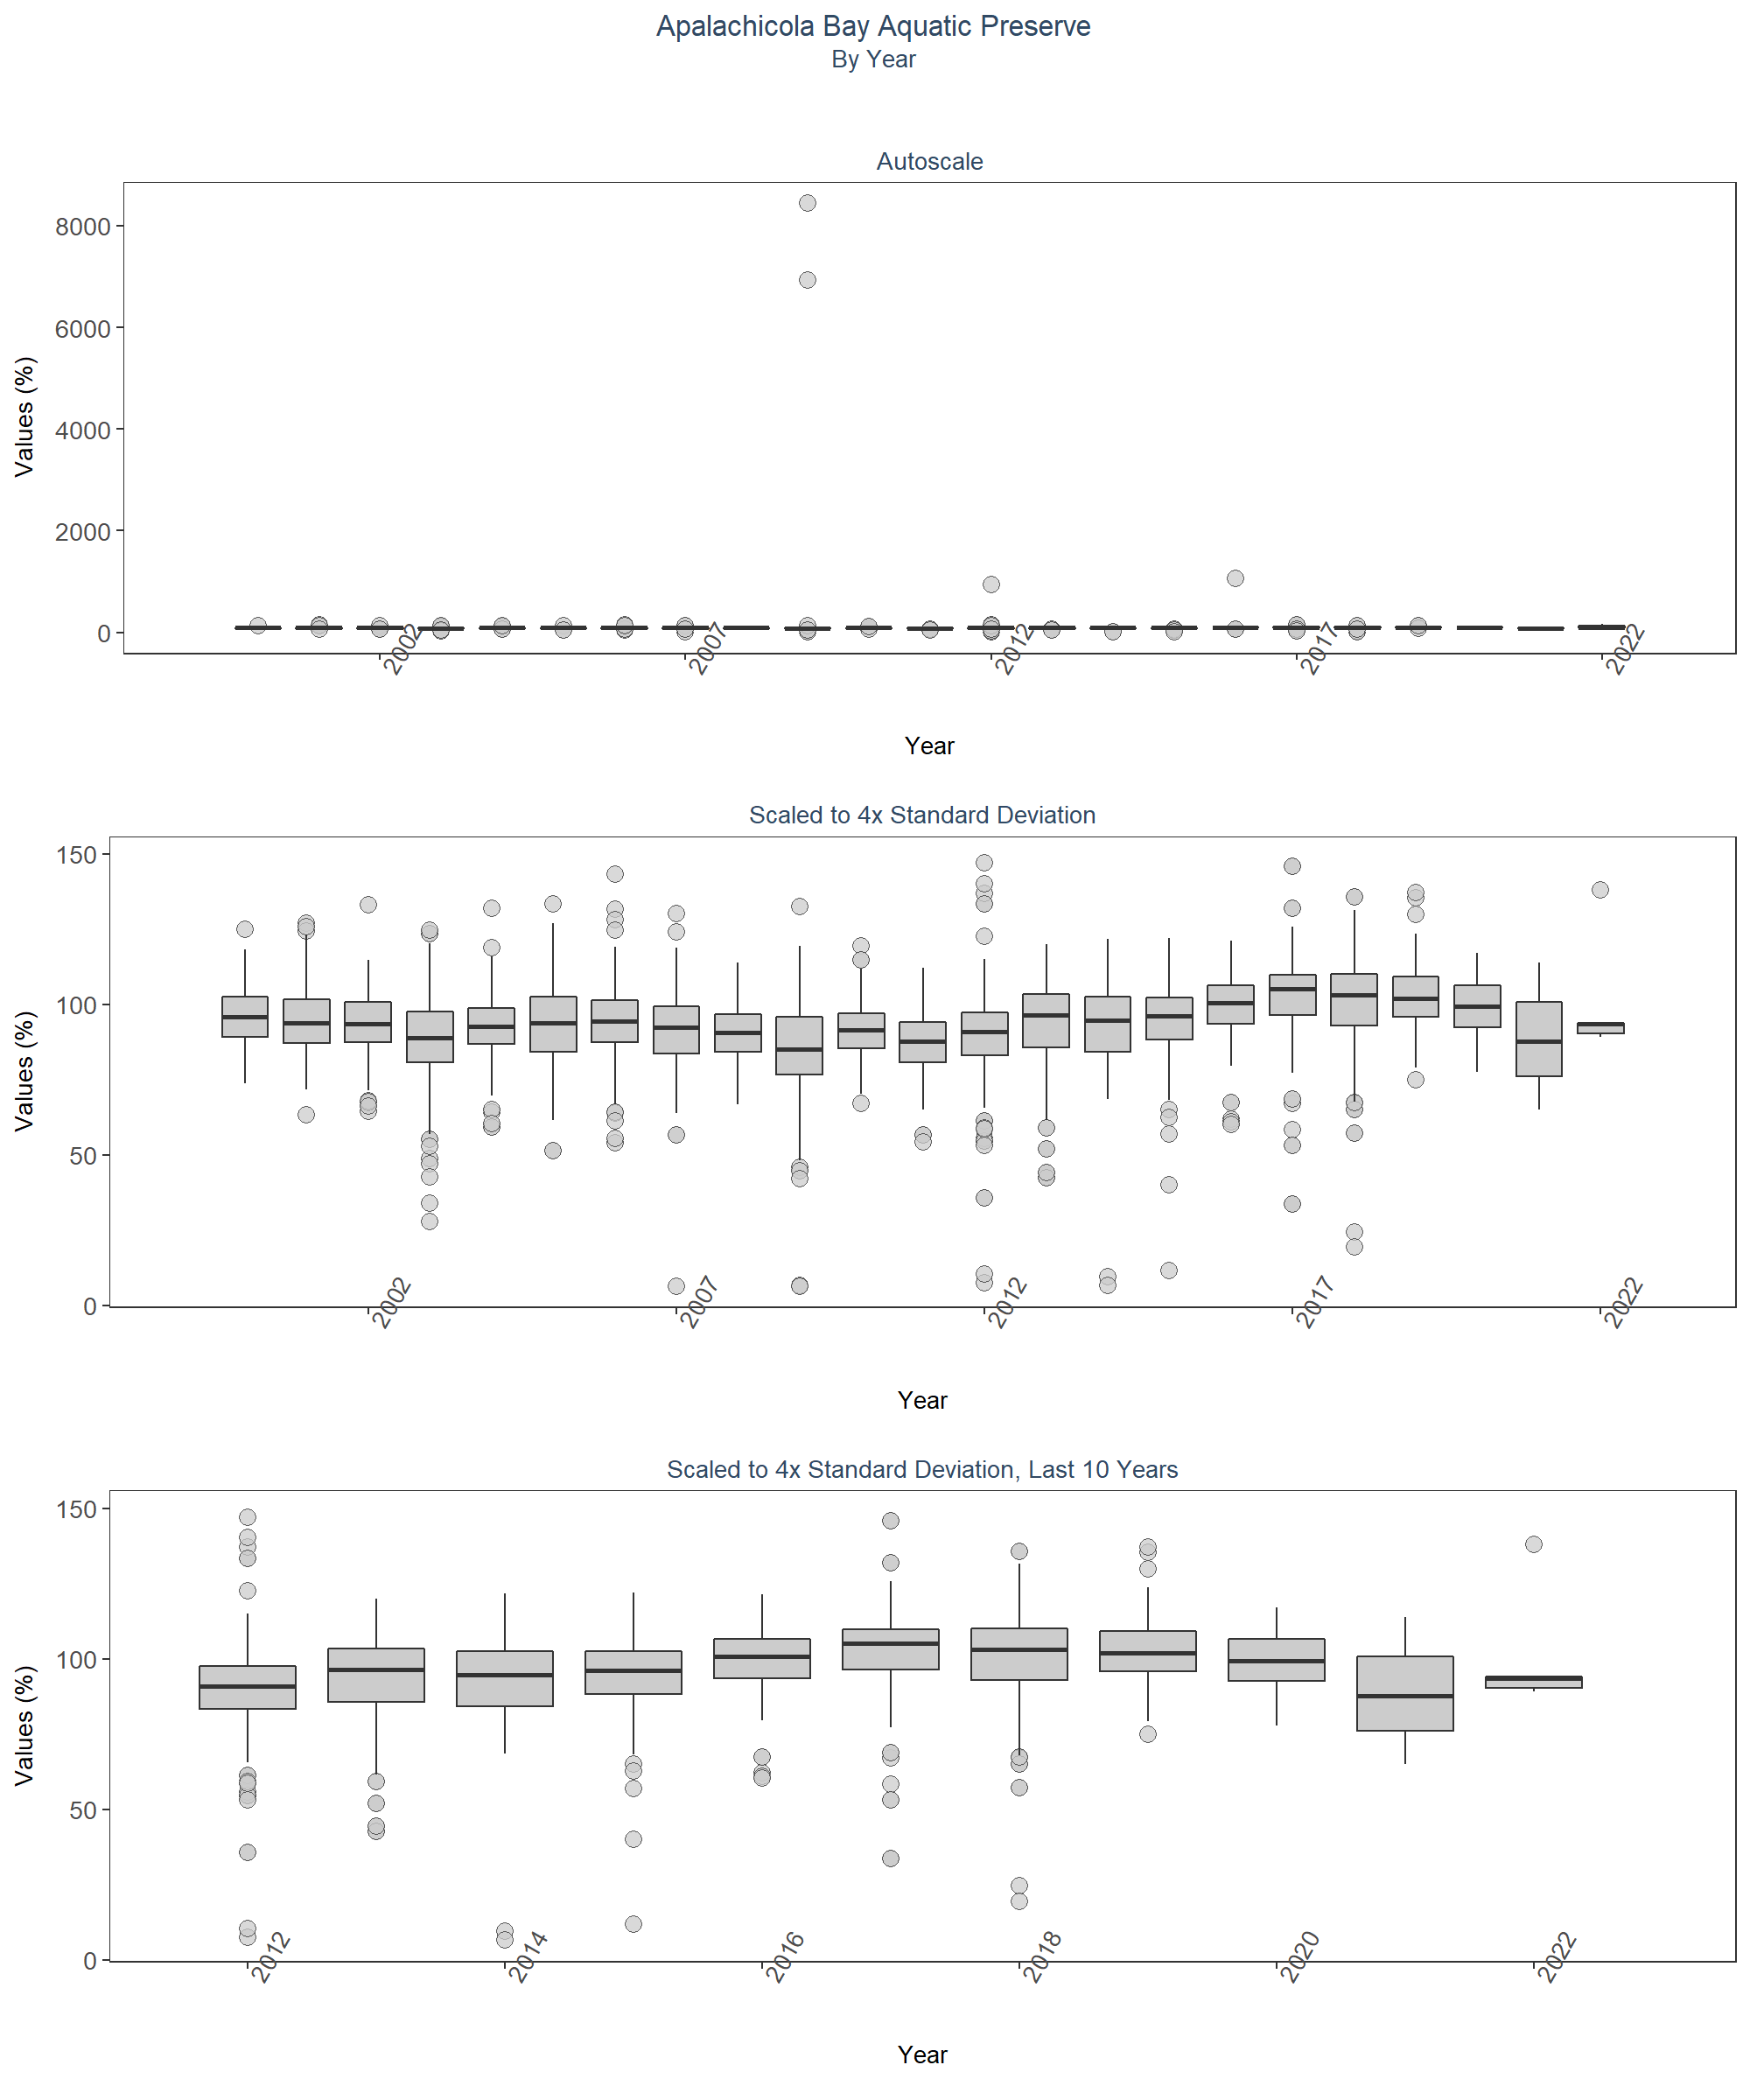 Apalachicola Bay Aquatic Preserve
By Year
Autoscale
Values (%)
8000
6000
4000
2000
0
2002
2007
2012
2017
2022
Year
Scaled to 4x Standard Deviation
Values (%)
150
100
50
0
2002
2007
2012
2017
2022
Year
Scaled to 4x Standard Deviation, Last 10 Years
Values (%)
150
100
50
0
2012
2014
2016
2018
2020
2022
Year